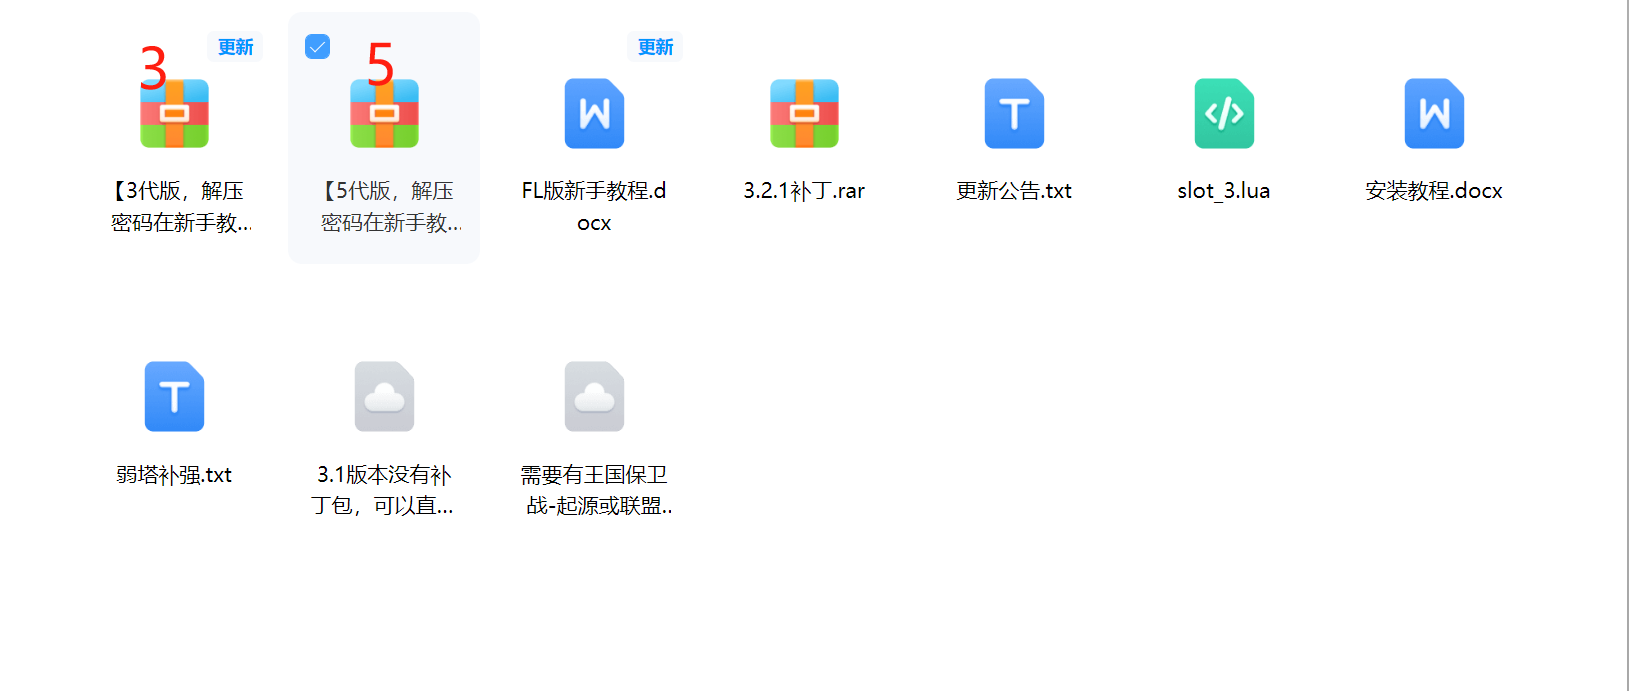 3
更新
5
更新
【3代版，解压
密码在新手教...
【5代版，解压
密码在新手教...
FL版新手教程.d
ocx
3.2.1补丁.rar
更新公告.txt
slot_3.lua
安装教程.docx
弱塔补强.txt
3.1版本没有补
丁包，可以直...
需要有王国保卫
战-起源或联盟..